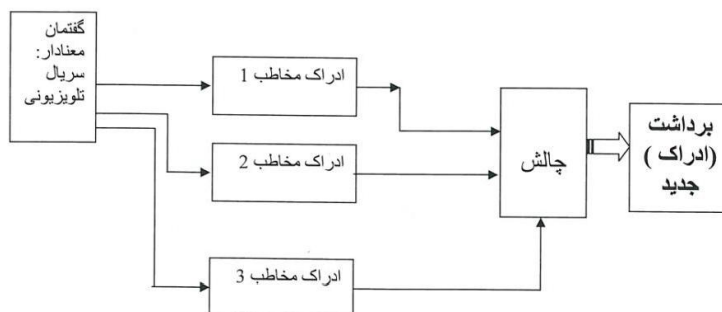 گفتمان
معنادار:
سریال
تلویزیونی
ادراک مخاطب 1
ادراک مخاطب 2
ادراک مخاطب 3
چالش
برداشت
(ادراک )
جدید